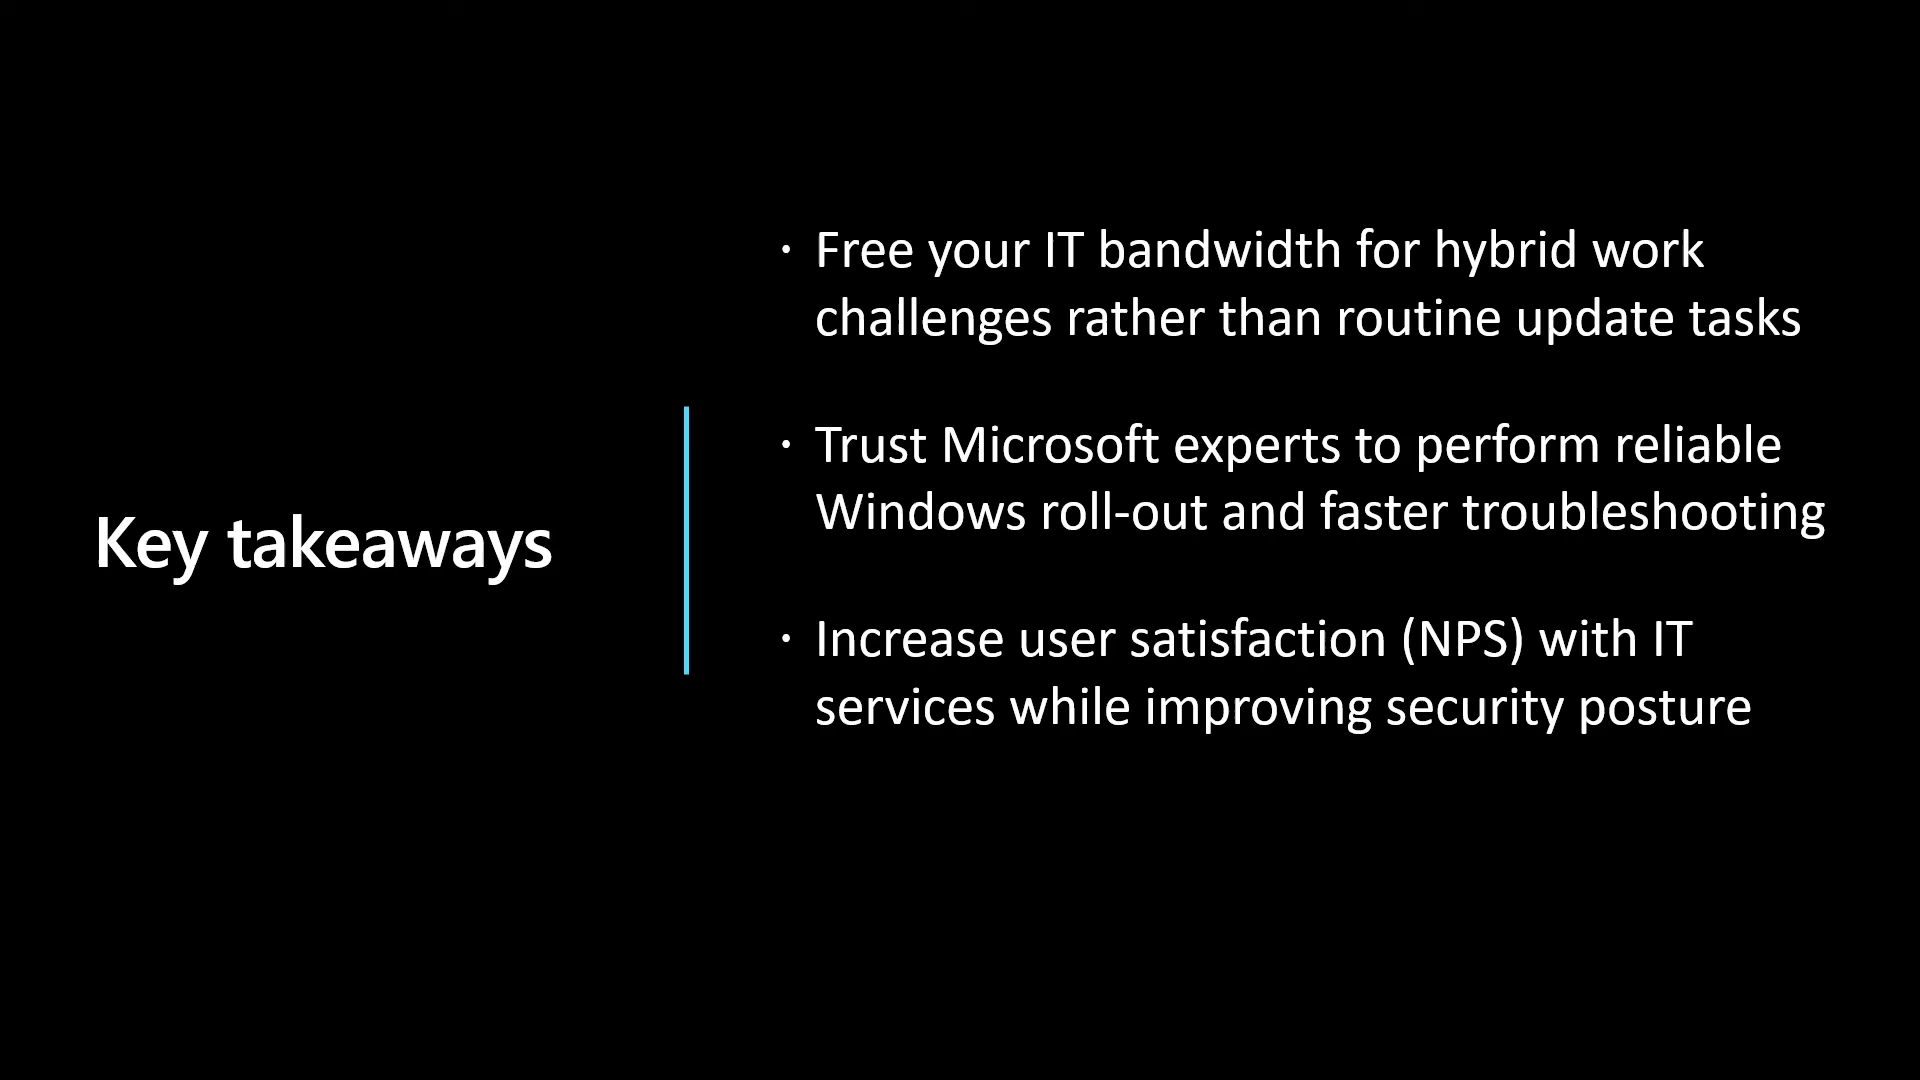 Key takeaways
· Free your IT bandwidth for hybrid work
challenges rather than routine update tasks
· Trust Microsoft experts to perform reliable
Windows roll-out and faster troubleshooting
· Increase user satisfaction (NPS) with IT
services while improving security posture